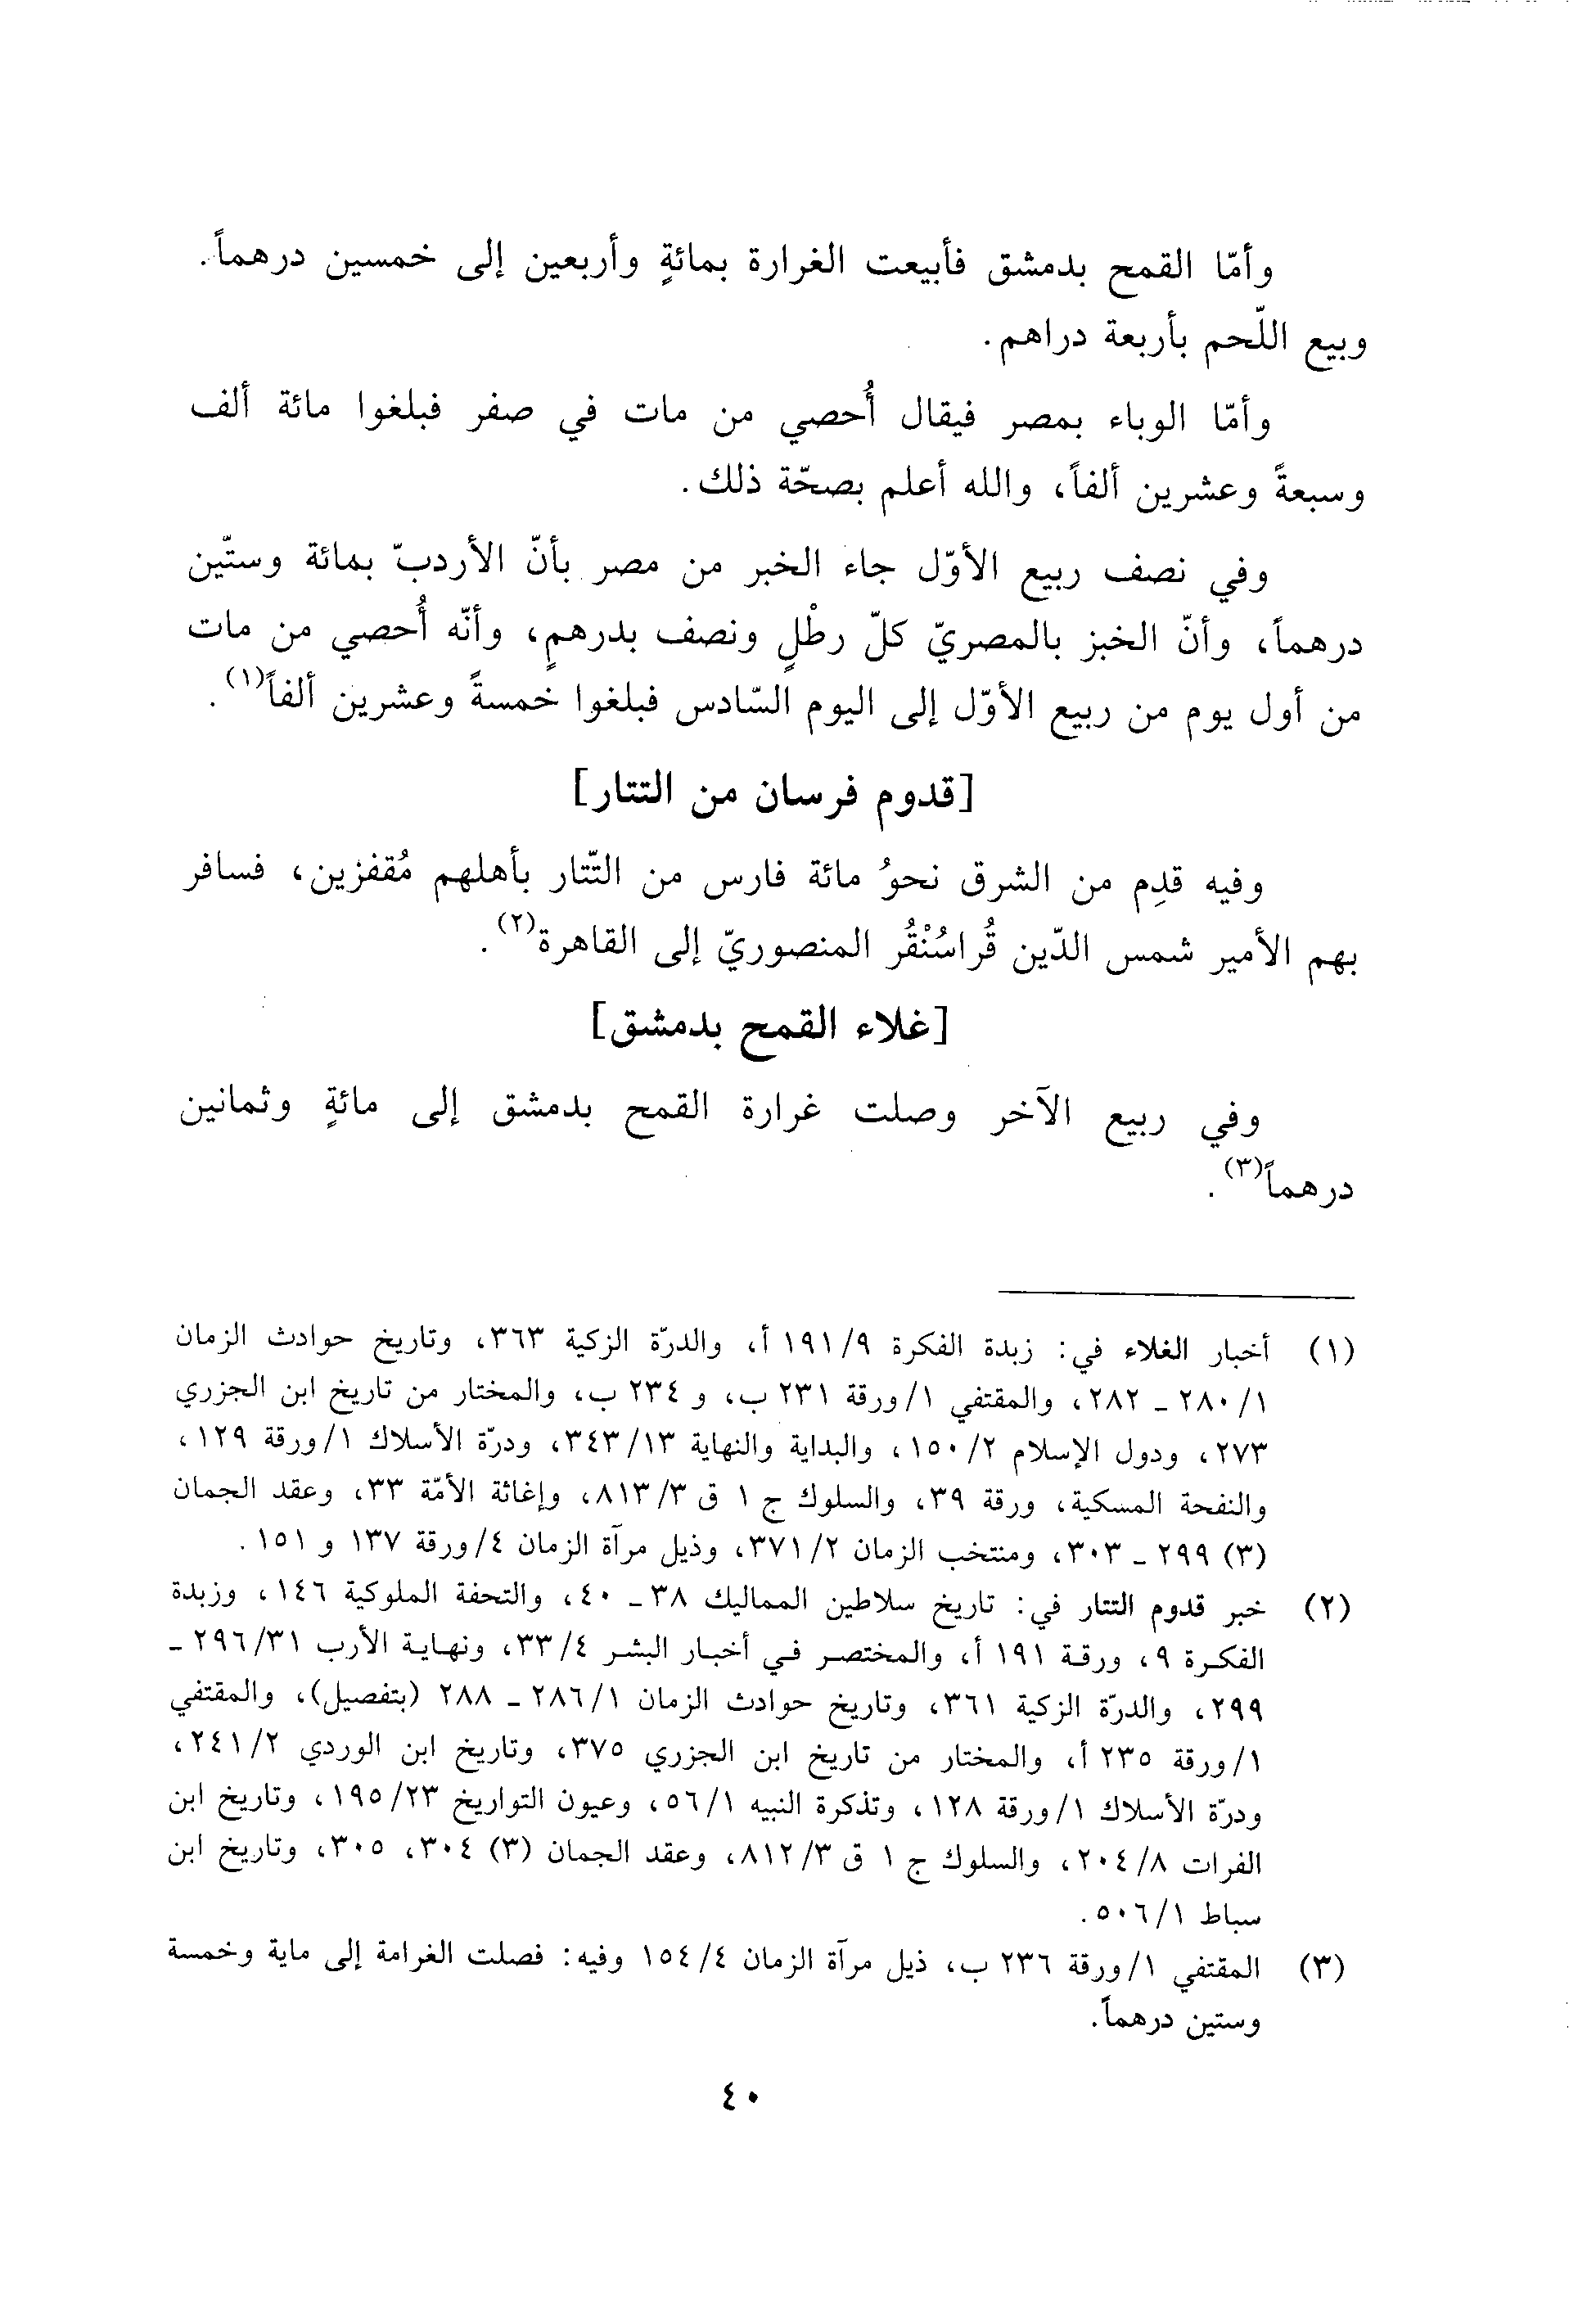 وأمّا القمح بدمشق فأبيعت الغرارة بمائةٍ وأربعين إلى خمسين درهماً.
وبيع اللّحم بأربعة دراهم.
وأمّا الوباء بمصر فيقال أُحصي من مات في صفر فبلغوا مائة ألف
وسبعةً وعشرين ألفاً، والله أعلم بصحّة ذلك.
وفي نصف ربيع الأوّل جاء الخبر من مصر بأنّ الأردبّ بمائة وستّين
درهماً، وأنّ الخبز بالمصريّ كلّ رطْلٍ ونصف بدرهمٍ، وأنّه أُحصي من مات
من أول يوم من ربيع الأوّل إلى اليوم السّادس فبلغوا خمسةً وعشرين ألفاً(١).
[قدوم فرسان من التتار]
وفيه قدِم من الشرق نحوُ مائة فارس من التّتار بأهلهم مُقفزين، فسافر
بهم الأمير شمس الدّين قُراسُنْقُر المنصوريّ إلى القاهرة(٢).
[غلاء القمح بدمشق]
وفي ربيع الآخر وصلت غرارة القمح بدمشق إلى مائةٍ وثمانين
درهماً(٣).
(١) أخبار الغلاء في: زبدة الفكرة ٩/ ١٩١ أ، والدرّة الزكية ٣٦٣، وتاريخ حوادث الزمان
١/ ٢٨٠ - ٢٨٢، والمقتفي ١/ ورقة ٢٣١ ب، و ٢٣٤ ب، والمختار من تاريخ ابن الجزري
٢٧٣، ودول الإسلام ٢/ ١٥٠، والبداية والنهاية ١٣/ ٣٤٣، ودرّة الأسلاك ١/ ورقة ١٢٩،
والنفحة المسكية، ورقة ٣٩، والسلوك ج ١ ق ٣/ ٨١٣، وإغاثة الأمّة ٣٣، وعقد الجمان
(٣) ٢٩٩ - ٣٠٣، ومنتخب الزمان ٢/ ٣٧١، وذيل مرآة الزمان ٤/ ورقة ١٣٧ و ١٥١.
(٢) خبر قدوم التتار في: تاريخ سلاطين المماليك ٣٨ - ٤٠، والتحفة الملوكية ١٤٦، وزبدة
الفكرة ٩، ورقة ١٩١ أ، والمختصر في أخبار البشر ٤/ ٣٣، ونهاية الأرب ٣١/ ٢٩٦ -
٢٩٩، والدرّة الزكية ٣٦١، وتاريخ حوادث الزمان ١/ ٢٨٦ - ٢٨٨ (بتفصيل)، والمقتفي
١/ ورقة ٢٣٥ أ، والمختار من تاريخ ابن الجزري ٣٧٥، وتاريخ ابن الوردي ٢/ ٢٤١،
ودرّة الأسلاك ١/ ورقة ١٢٨، وتذكرة النبيه ١/ ٥٦، وعيون التواريخ ٢٣/ ١٩٥، وتاريخ ابن
الفرات ٨/ ٢٠٤، والسلوك ج ١ ق ٣/ ٨١٢، وعقد الجمان (٣) ٣٠٤، ٣٠٥، وتاريخ ابن
سباط ١/ ٥٠٦.
(٣) المقتفي ١/ ورقة ٢٣٦ ب، ذيل مرآة الزمان ٤/ ١٥٤ وفيه: فصلت الغرامة إلى ماية وخمسة
وستين درهماً.
٤٠